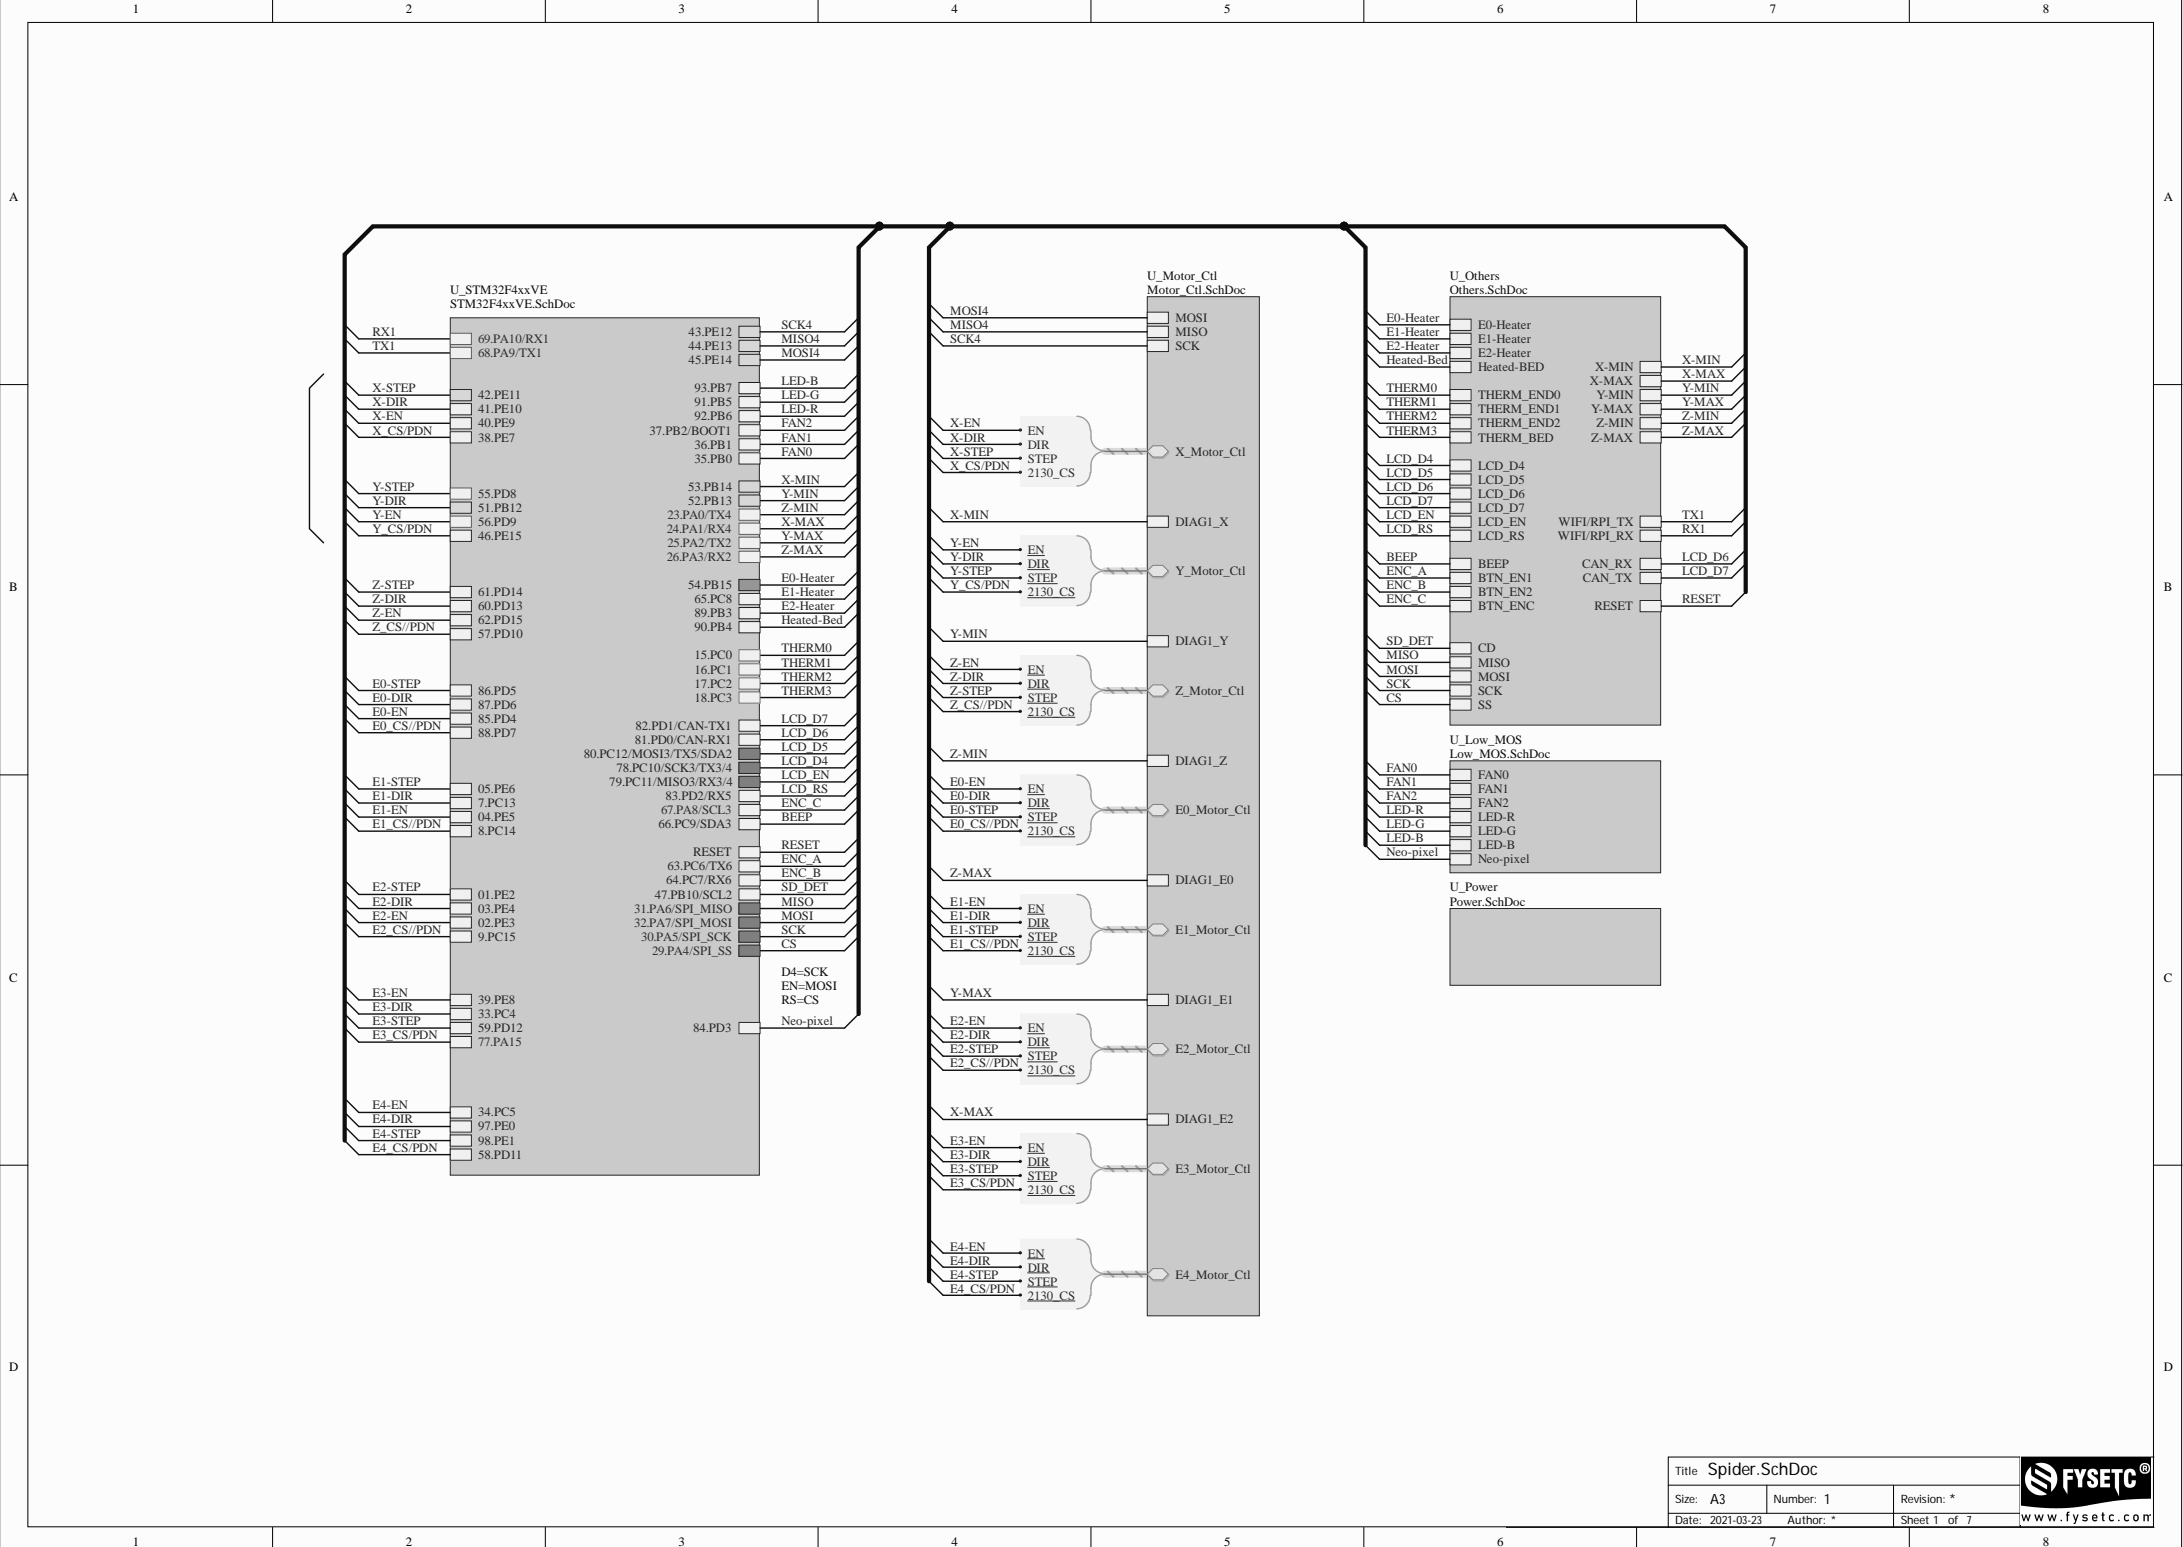 1 2 3 4 5 6 7 8
A
B
C
D
U_STM32F4xxVE
STM32F4xxVE.SchDoc
RX1 69.PA10/RX1
TX1 68.PA9/TX1
X-STEP 42.PE11
X-DIR 41.PE10
X-EN 40.PE9
X_CS/PDN 38.PE7
Y-STEP 55.PD8
Y-DIR 51.PB12
Y-EN 56.PD9
Y_CS/PDN 46.PE15
Z-STEP 61.PD14
Z-DIR 60.PD13
Z-EN 62.PD15
Z_CS//PDN 57.PD10
E0-STEP 86.PD5
E0-DIR 87.PD6
E0-EN 85.PD4
E0_CS//PDN 88.PD7
E1-STEP 05.PE6
E1-DIR 7.PC13
E1-EN 04.PE5
E1_CS//PDN 8.PC14
E2-STEP 01.PE2
E2-DIR 03.PE4
E2-EN 02.PE3
E2_CS//PDN 9.PC15
E3-EN 39.PE8
E3-DIR 33.PC4
E3-STEP 59.PD12
E3_CS/PDN 77.PA15
E4-EN 34.PC5
E4-DIR 97.PE0
E4-STEP 98.PE1
E4_CS/PDN 58.PD11
43.PE12 SCK4
44.PE13 MISO4
45.PE14 MOSI4
93.PB7 LED-B
91.PB5 LED-G
92.PB6 LED-R
37.PB2/BOOT1 FAN2
36.PB1 FAN1
35.PB0 FAN0
53.PB14 X-MIN
52.PB13 Y-MIN
23.PA0/TX4 Z-MIN
24.PA1/RX4 X-MAX
25.PA2/TX2 Y-MAX
26.PA3/RX2 Z-MAX
54.PB15 E0-Heater
65.PC8 E1-Heater
89.PB3 E2-Heater
90.PB4 Heated-Bed
15.PC0 THERM0
16.PC1 THERM1
17.PC2 THERM2
18.PC3 THERM3
82.PD1/CAN-TX1 LCD_D7
81.PD0/CAN-RX1 LCD_D6
80.PC12/MOSI3/TX5/SDA2 LCD_D5
78.PC10/SCK3/TX3/4 LCD_D4
79.PC11/MISO3/RX3/4 LCD_EN
83.PD2/RX5 LCD_RS
67.PA8/SCL3 ENC_C
66.PC9/SDA3 BEEP
RESET RESET
63.PC6/TX6 ENC_A
64.PC7/RX6 ENC_B
47.PB10/SCL2 SD_DET
31.PA6/SPI_MISO MISO
32.PA7/SPI_MOSI MOSI
30.PA5/SPI_SCK SCK
29.PA4/SPI_SS CS
D4=SCK
EN=MOSI
RS=CS
84.PD3 Neo-pixel
U_Motor_Ctl
Motor_Ctl.SchDoc
MOSI4 MOSI
MISO4 MISO
SCK4 SCK
X-EN EN
X-DIR DIR
X-STEP STEP
X_CS/PDN 2130_CS
X_Motor_Ctl
X-MIN DIAG1_X
Y-EN EN
Y-DIR DIR
Y-STEP STEP
Y_CS/PDN 2130_CS
Y_Motor_Ctl
Y-MIN DIAG1_Y
Z-EN EN
Z-DIR DIR
Z-STEP STEP
Z_CS//PDN 2130_CS
Z_Motor_Ctl
Z-MIN DIAG1_Z
E0-EN EN
E0-DIR DIR
E0-STEP STEP
E0_CS//PDN 2130_CS
E0_Motor_Ctl
Z-MAX DIAG1_E0
E1-EN EN
E1-DIR DIR
E1-STEP STEP
E1_CS//PDN 2130_CS
E1_Motor_Ctl
Y-MAX DIAG1_E1
E2-EN EN
E2-DIR DIR
E2-STEP STEP
E2_CS//PDN 2130_CS
E2_Motor_Ctl
X-MAX DIAG1_E2
E3-EN EN
E3-DIR DIR
E3-STEP STEP
E3_CS/PDN 2130_CS
E3_Motor_Ctl
E4-EN EN
E4-DIR DIR
E4-STEP STEP
E4_CS/PDN 2130_CS
E4_Motor_Ctl
U_Others
Others.SchDoc
E0-Heater E0-Heater
E1-Heater E1-Heater
E2-Heater E2-Heater
Heated-Bed Heated-BED
THERM0 THERM_END0
THERM1 THERM_END1
THERM2 THERM_END2
THERM3 THERM_BED
LCD_D4 LCD_D4
LCD_D5 LCD_D5
LCD_D6 LCD_D6
LCD_D7 LCD_D7
LCD_EN LCD_EN
LCD_RS LCD_RS
BEEP BEEP
ENC_A BTN_EN1
ENC_B BTN_EN2
ENC_C BTN_ENC
SD_DET CD
MISO MISO
MOSI MOSI
SCK SCK
CS SS
X-MIN X-MIN
X-MAX X-MAX
Y-MIN Y-MIN
Y-MAX Y-MAX
Z-MIN Z-MIN
Z-MAX Z-MAX
WIFI/RPI_TX TX1
WIFI/RPI_RX RX1
CAN_RX LCD_D6
CAN_TX LCD_D7
RESET RESET
U_Low_MOS
Low_MOS.SchDoc
FAN0 FAN0
FAN1 FAN1
FAN2 FAN2
LED-R LED-R
LED-G LED-G
LED-B LED-B
Neo-pixel Neo-pixel
U_Power
Power.SchDoc
A
B
C
D
Title Spider.SchDoc
Size: A3 Number: 1 Revision: *
Date: 2021-03-23 Author: * Sheet 1 of 7
FYSETC®
www.fysetc.com
1 2 3 4 5 6 7 8